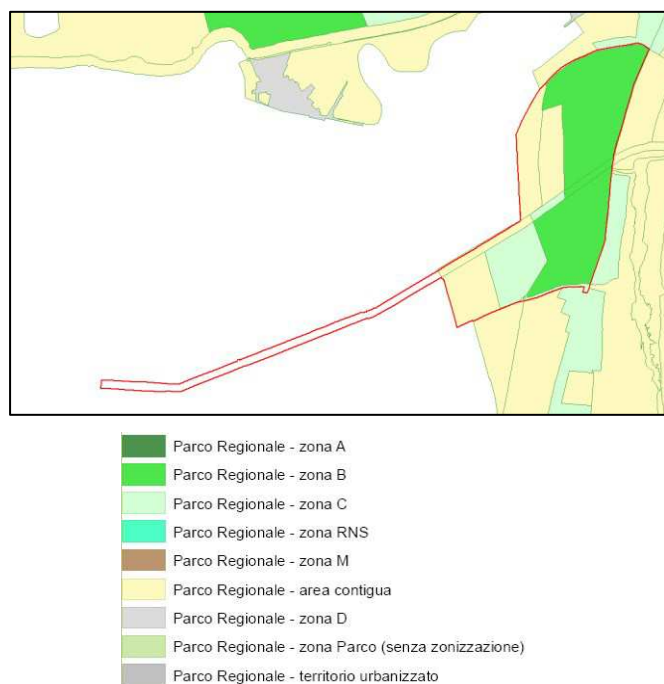 Parco Regionale - zona A
Parco Regionale - zona B
Parco Regionale - zona C
Parco Regionale - zona RNS
Parco Regionale - zona M
Parco Regionale - area contigua
Parco Regionale - zona D
Parco Regionale - zona Parco (senza zonizzazione)
Parco Regionale - territorio urbanizzato